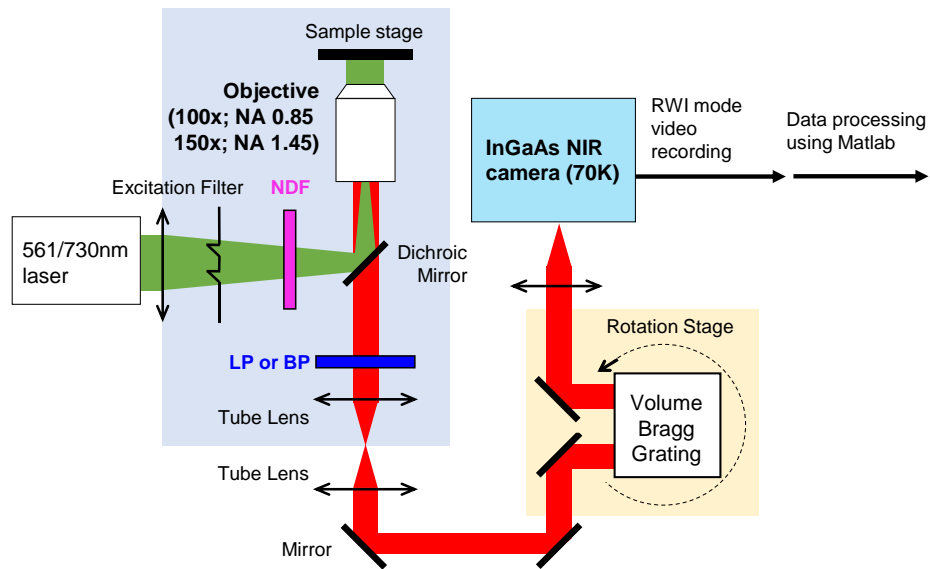 Sample stage
Objective
(100x; NA 0.85
150x; NA 1.45)
Excitation Filter
NDF
561/730nm
laser
Dichroic
Mirror
LP or BP
Tube Lens
Tube Lens
Mirror
InGaAs NIR
camera (70K)
RWI mode
video
recording
Data processing
using Matlab
Rotation Stage
Volume
Bragg
Grating